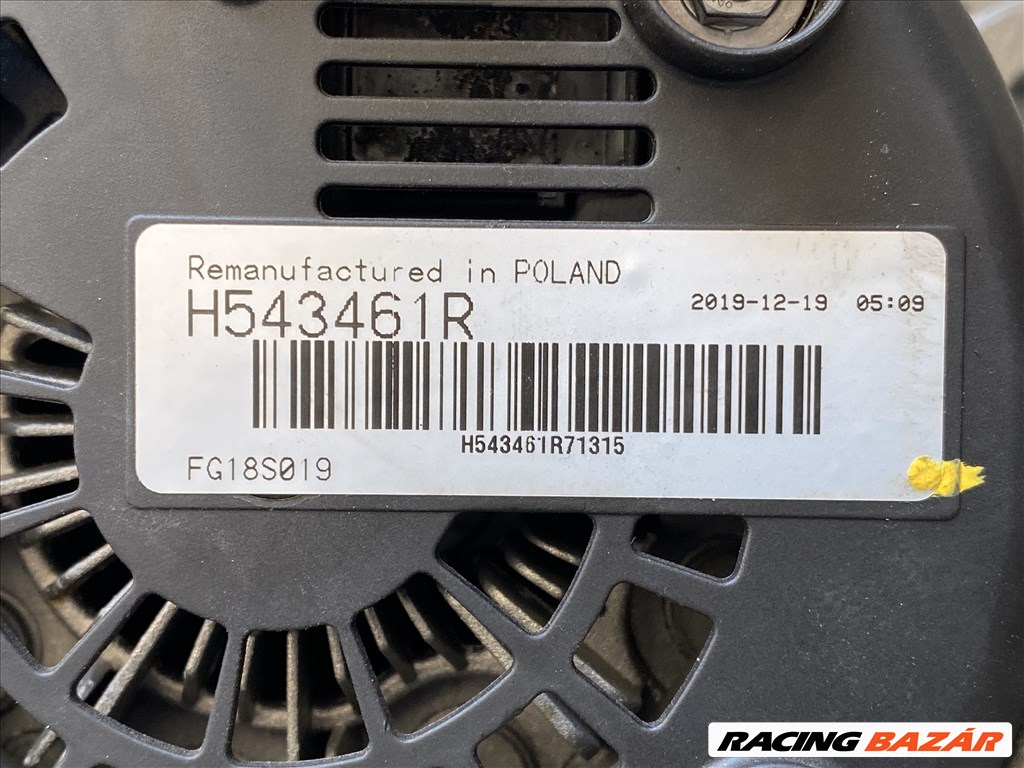 Remanufactured in POLAND
H543461R
2019-12-19 05:09
H543461R71315
FG18S019
RACING BAZÁR